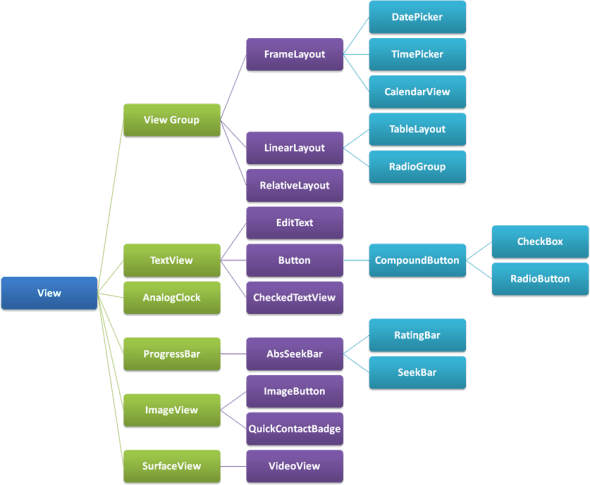 View
View Group
FrameLayout
DatePicker
TimePicker
CalendarView
LinearLayout
TableLayout
RadioGroup
RelativeLayout
TextView
EditText
Button
CompoundButton
CheckBox
RadioButton
CheckedTextView
AnalogClock
ProgressBar
AbsSeekBar
RatingBar
SeekBar
ImageView
ImageButton
QuickContactBadge
SurfaceView
VideoView